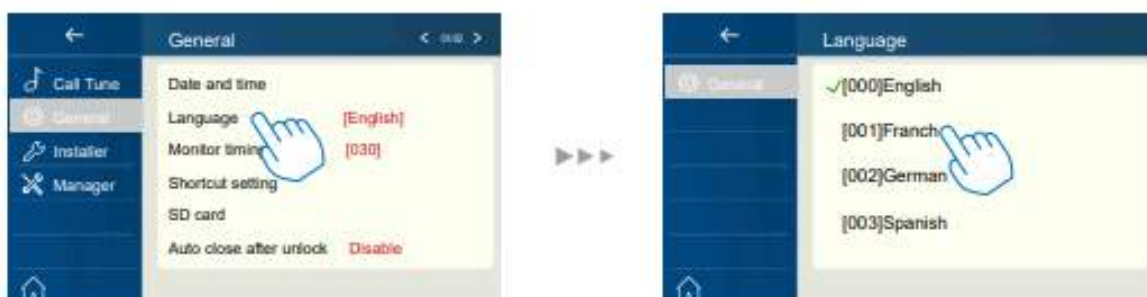 General
Call Tune
General
Installer
Manager
Date and time
Language [English]
Monitor timing [030]
Shortcut setting
SD card
Auto close after unlock Disable
Language
General
[000]English
[001]Franch
[002]German
[003]Spanish